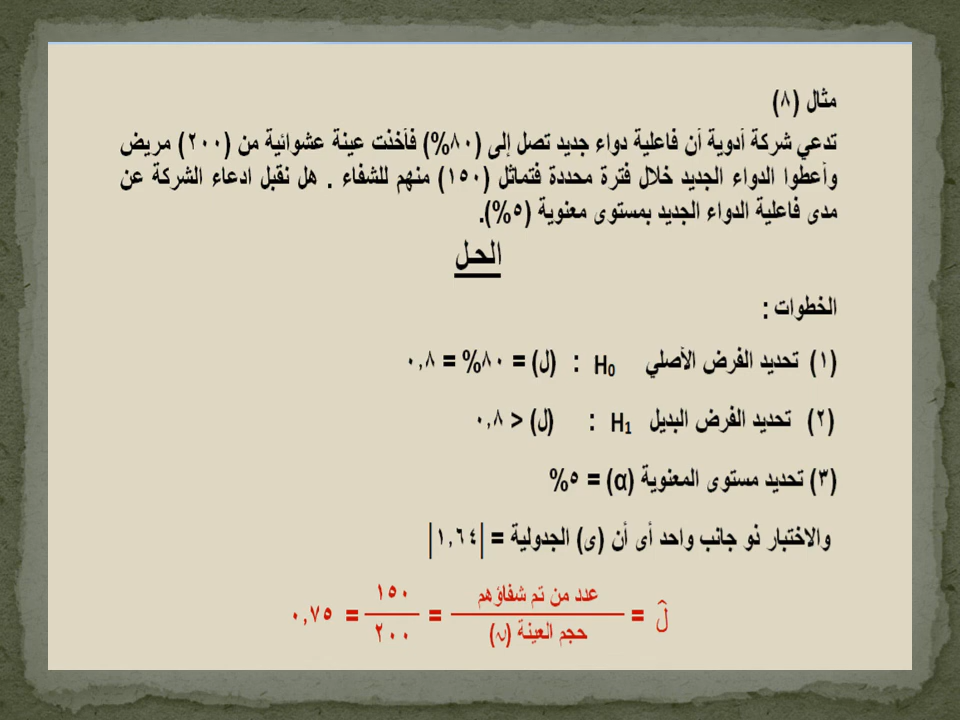 مثال (٨)
تدعي شركة أدوية أن فاعلية دواء جديد تصل إلى (٨٠%) فأخذت عينة عشوائية من (٢٠٠) مريض
وأعطوا الدواء الجديد خلال فترة محددة فتماثل (١٥٠) منهم للشفاء . هل نقبل ادعاء الشركة عن
مدى فاعلية الدواء الجديد بمستوى معنوية (٥%).
الحل
الخطوات :
(١) تحديد الفرض الأصلي H₀ : (ل) = ٨٠% = ٠,٨
(٢) تحديد الفرض البديل H₁ : (ل) < ٠,٨
(٣) تحديد مستوى المعنوية (α) = ٥%
والاختبار ذو جانب واحد أى أن (ى) الجدولية = |١,٦٤|
ل̂ = عدد من تم شفاؤهم / حجم العينة (ن) = ١٥٠ / ٢٠٠ = ٠,٧٥